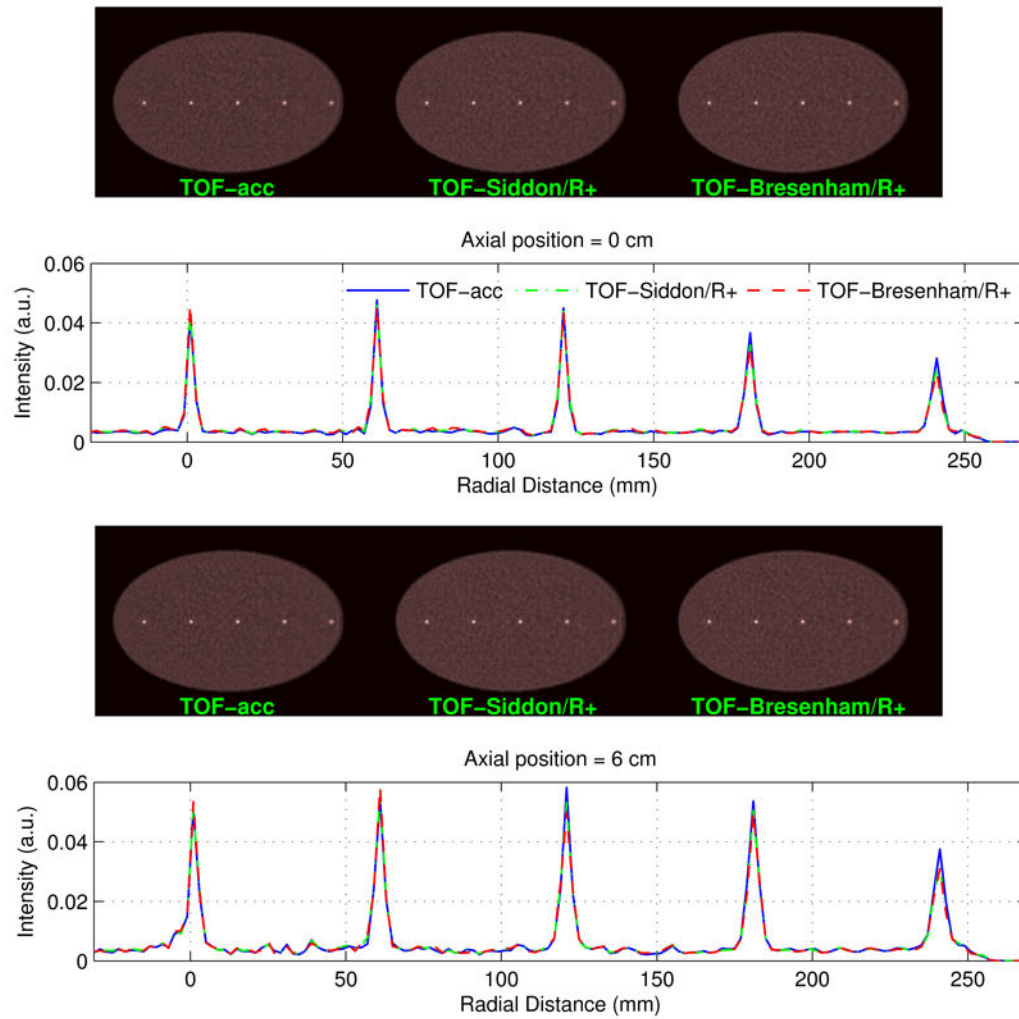 TOF-acc TOF-Siddon/R+ TOF-Bresenham/R+
Axial position = 0 cm
0.06
TOF-acc TOF-Siddon/R+ TOF-Bresenham/R+
0.04
Intensity (a.u.)
0.02
0
0 50 100 150 200 250
Radial Distance (mm)
TOF-acc TOF-Siddon/R+ TOF-Bresenham/R+
Axial position = 6 cm
0.06
0.04
Intensity (a.u.)
0.02
0
0 50 100 150 200 250
Radial Distance (mm)